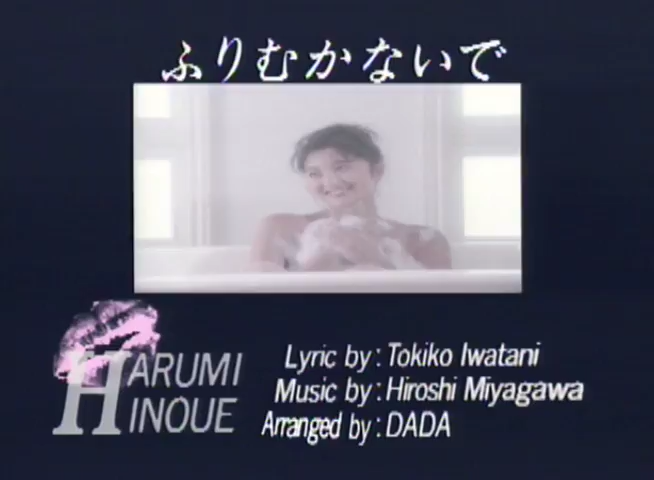 ふりむかないで
HARUMI
INOUE
Lyric by : Tokiko Iwatani
Music by : Hiroshi Miyagawa
Arranged by : DADA